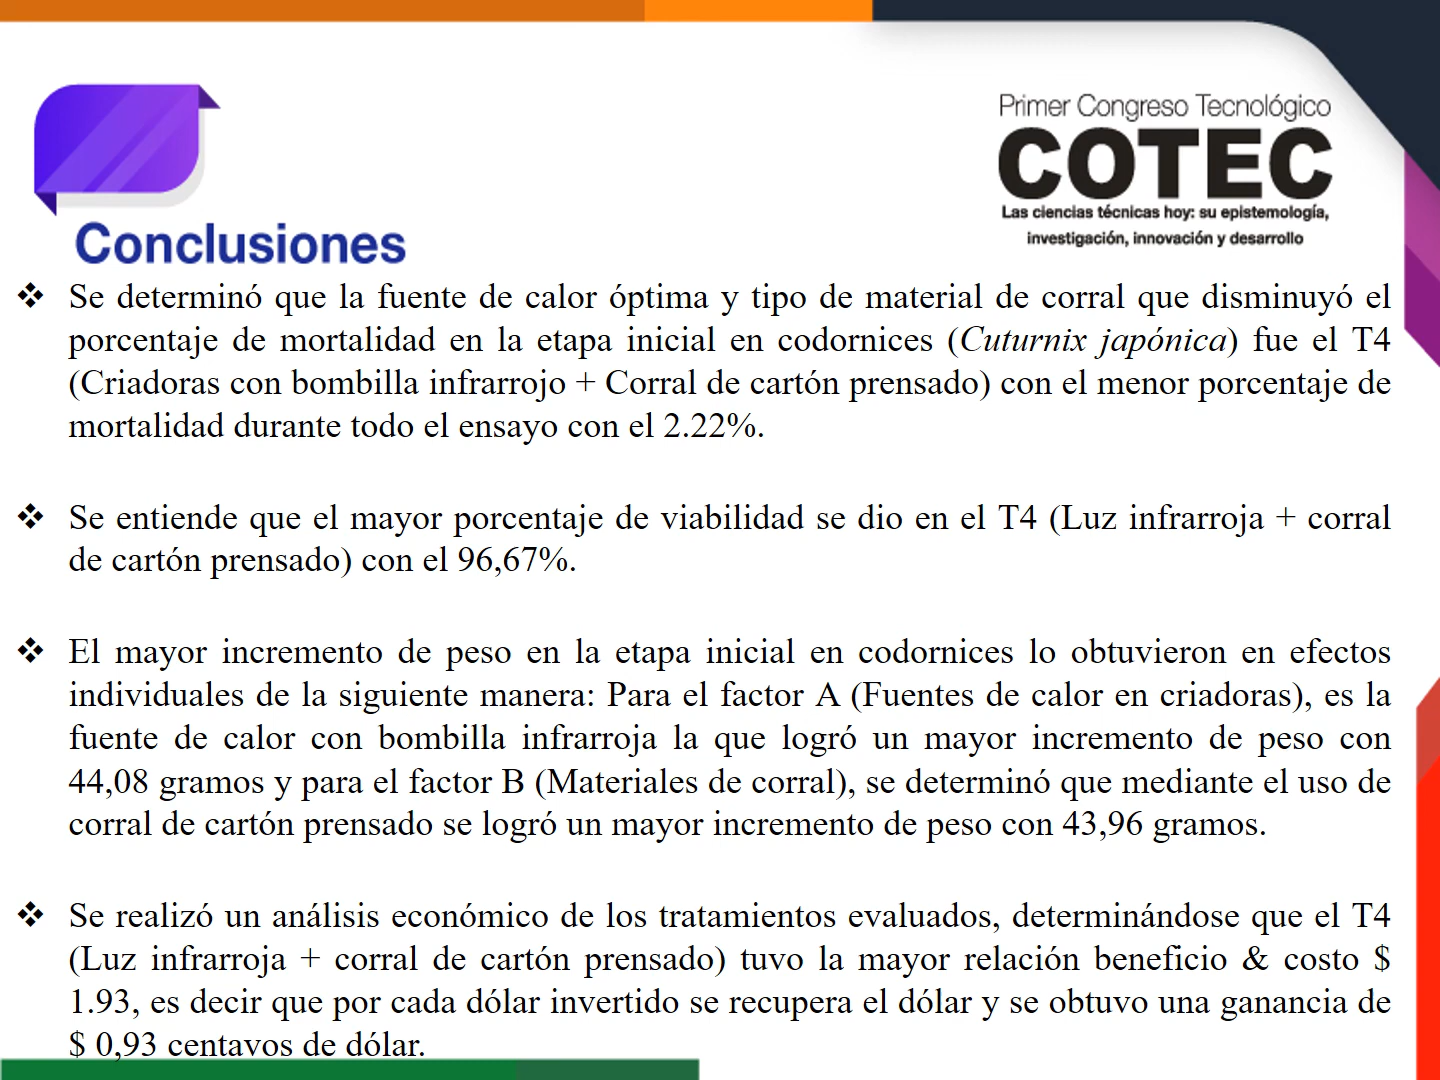 Primer Congreso Tecnológico
COTEC
Las ciencias técnicas hoy: su epistemología,
investigación, innovación y desarrollo
Conclusiones
❖ Se determinó que la fuente de calor óptima y tipo de material de corral que disminuyó el
porcentaje de mortalidad en la etapa inicial en codornices (Cuturnix japónica) fue el T4
(Criadoras con bombilla infrarrojo + Corral de cartón prensado) con el menor porcentaje de
mortalidad durante todo el ensayo con el 2.22%.
❖ Se entiende que el mayor porcentaje de viabilidad se dio en el T4 (Luz infrarroja + corral
de cartón prensado) con el 96,67%.
❖ El mayor incremento de peso en la etapa inicial en codornices lo obtuvieron en efectos
individuales de la siguiente manera: Para el factor A (Fuentes de calor en criadoras), es la
fuente de calor con bombilla infrarroja la que logró un mayor incremento de peso con
44,08 gramos y para el factor B (Materiales de corral), se determinó que mediante el uso de
corral de cartón prensado se logró un mayor incremento de peso con 43,96 gramos.
❖ Se realizó un análisis económico de los tratamientos evaluados, determinándose que el T4
(Luz infrarroja + corral de cartón prensado) tuvo la mayor relación beneficio & costo $
1.93, es decir que por cada dólar invertido se recupera el dólar y se obtuvo una ganancia de
$ 0,93 centavos de dólar.